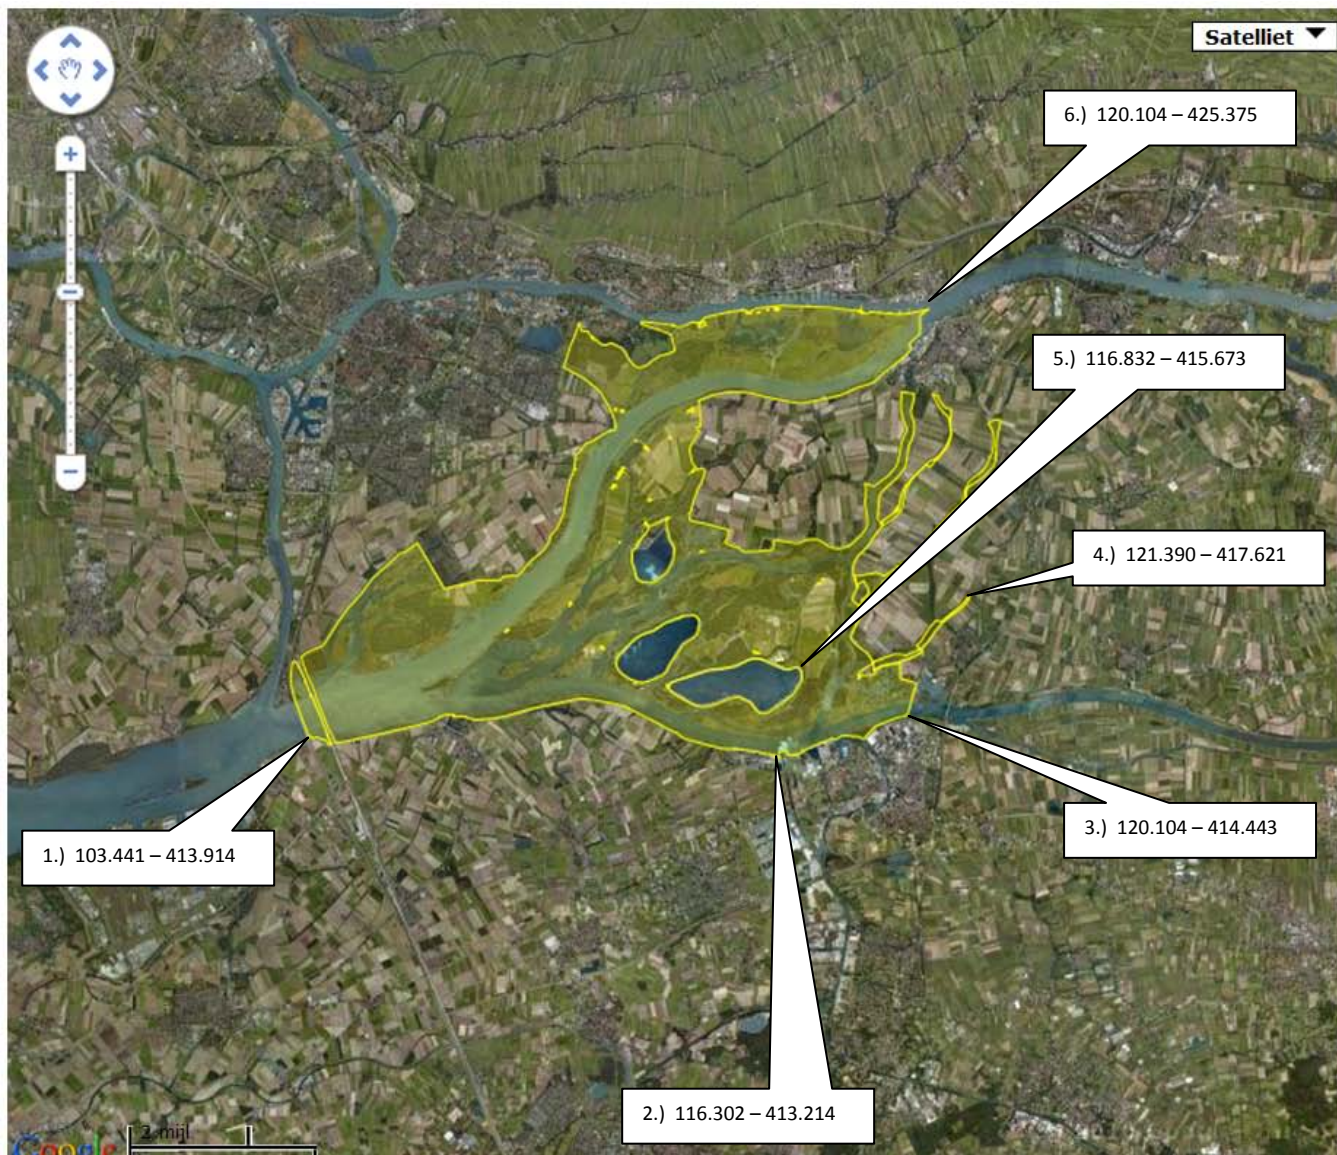 Satelliet
6.) 120.104 – 425.375
5.) 116.832 – 415.673
4.) 121.390 – 417.621
3.) 120.104 – 414.443
1.) 103.441 – 413.914
2.) 116.302 – 413.214
Google
2 mijl